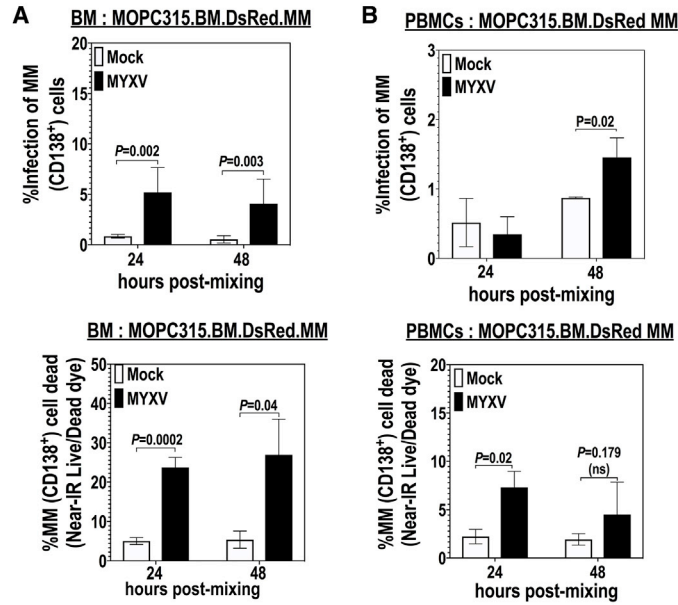 A
BM : MOPC315.BM.DsRed.MM
%Infection of MM
(CD138⁺) cells
20
15
10
5
0
Mock
MYXV
P=0.002
P=0.003
24
48
hours post-mixing
B
PBMCs : MOPC315.BM.DsRed MM
%Infection of MM
(CD138⁺) cells
3
2
1
0
Mock
MYXV
P=0.02
24
48
hours post-mixing
BM : MOPC315.BM.DsRed.MM
%MM (CD138⁺) cell dead
(Near-IR Live/Dead dye)
50
40
30
20
10
0
Mock
MYXV
P=0.0002
P=0.04
24
48
hours post-mixing
PBMCs : MOPC315.BM.DsRed MM
%MM (CD138⁺) cell dead
(Near-IR Live/Dead dye)
20
15
10
5
0
Mock
MYXV
P=0.02
P=0.179
(ns)
24
48
hours post-mixing